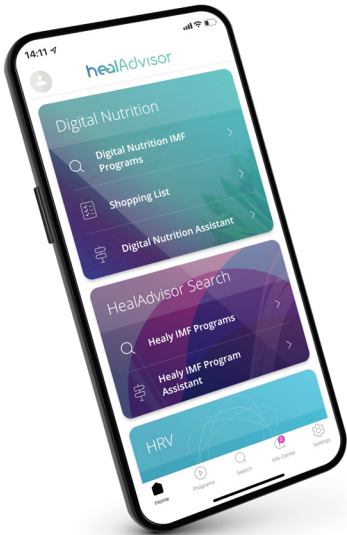 14:11
healAdvisor
Digital Nutrition
Digital Nutrition IMF
Programs
Shopping List
Digital Nutrition Assistant
HealAdvisor Search
Healy IMF Programs
Healy IMF Program
Assistant
HRV
Home
Programs
Search
Info Center
Settings